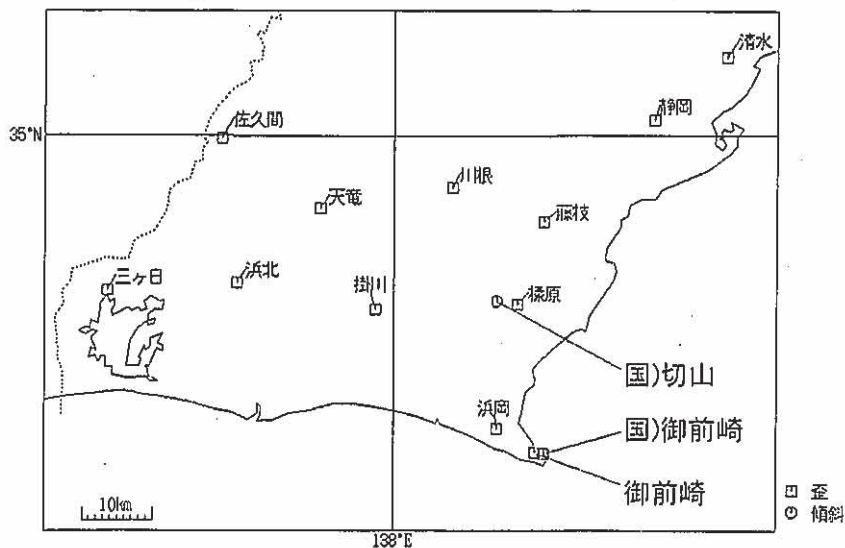 清水
静岡
35°N
佐久間
川根
天竜
藤枝
三ケ日
浜北
掛川
榛原
国)切山
浜岡
国)御前崎
御前崎
10km
歪
傾斜
138°E